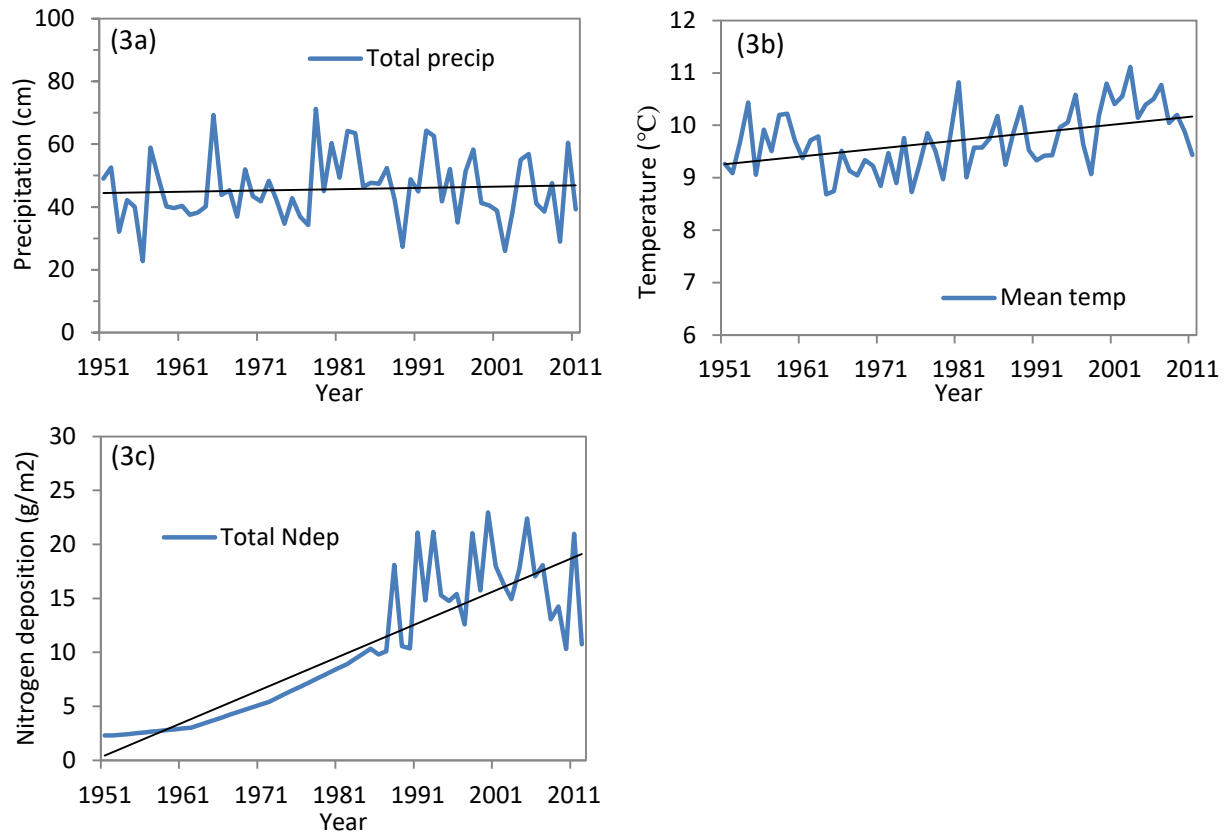 (3a)
Total precip
Precipitation (cm)
100
80
60
40
20
0
1951 1961 1971 1981 1991 2001 2011
Year
(3b)
Mean temp
Temperature (°C)
12
11
10
9
8
7
6
1951 1961 1971 1981 1991 2001 2011
Year
(3c)
Total Ndep
Nitrogen deposition (g/m2)
30
25
20
15
10
5
0
1951 1961 1971 1981 1991 2001 2011
Year